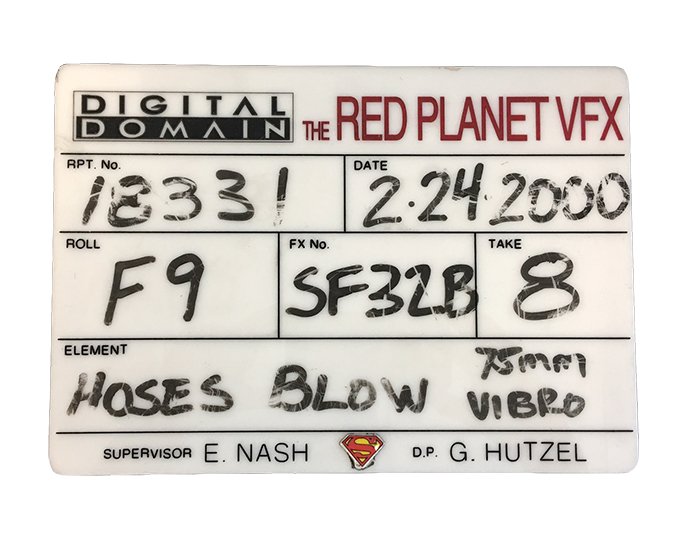 DIGITAL
DOMAIN
THE RED PLANET VFX
RPT. No.
18331
DATE
2.24.2000
ROLL
F9
FX No.
SF32B
TAKE
8
ELEMENT
HOSES BLOW
75mm
VIBRO
SUPERVISOR E. NASH
S
D.P. G. HUTZEL